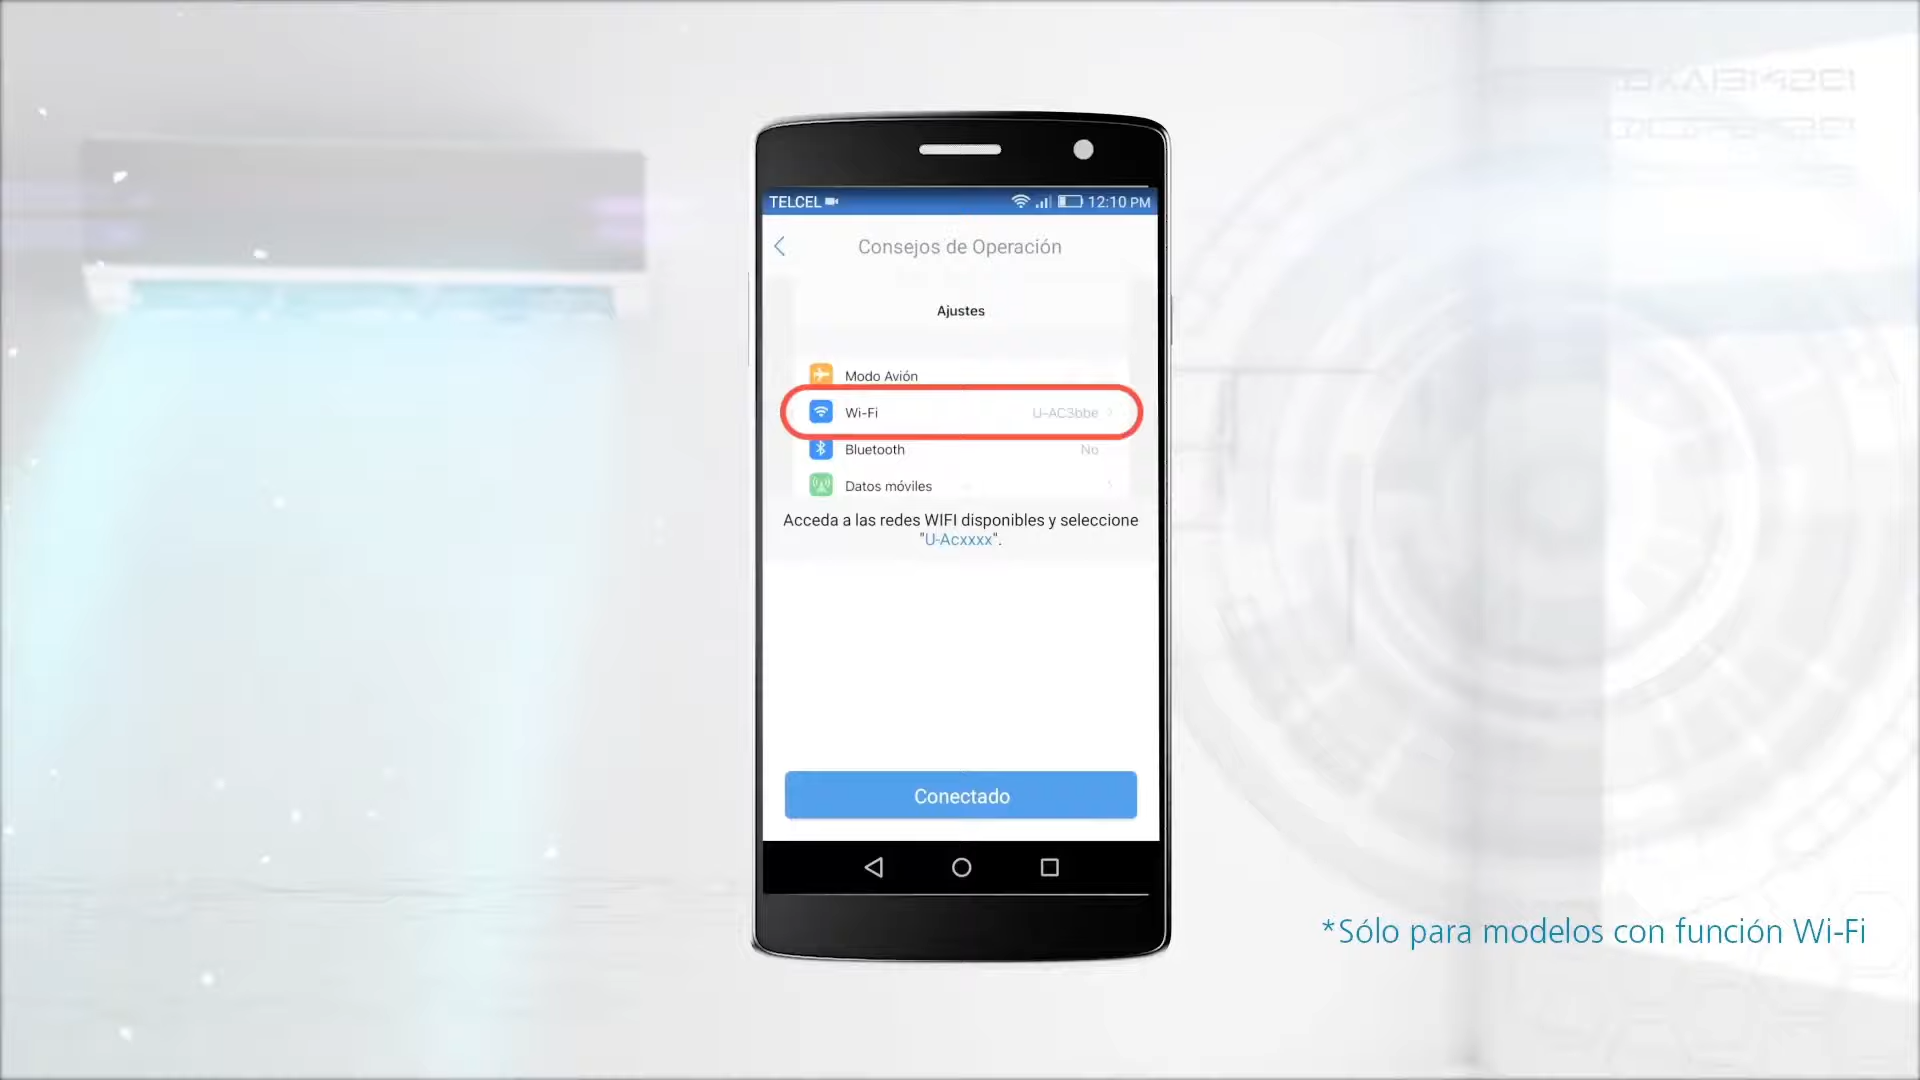 TELCEL
12:10 PM
Consejos de Operación
Ajustes
Modo Avión
Wi-Fi U-AC3bbe
Bluetooth No
Datos móviles
Acceda a las redes WIFI disponibles y seleccione
"U-Acxxxx".
Conectado
*Sólo para modelos con función Wi-Fi